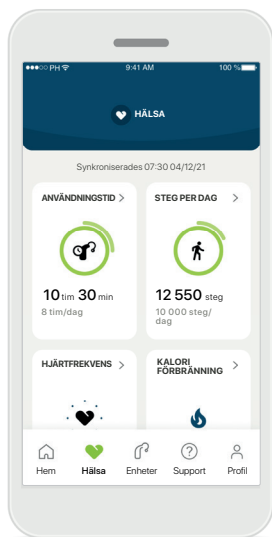 PH 9:41 AM 100 %
HÄLSA
Synkroniserades 07:30 04/12/21
ANVÄNDNINGSTID > STEG PER DAG >
10 tim 30 min 12 550 steg
8 tim/dag 10 000 steg/
dag
HJÄRTFREKVENS > KALORI
FÖRBRÄNNING >
Hem Hälsa Enheter Support Profil